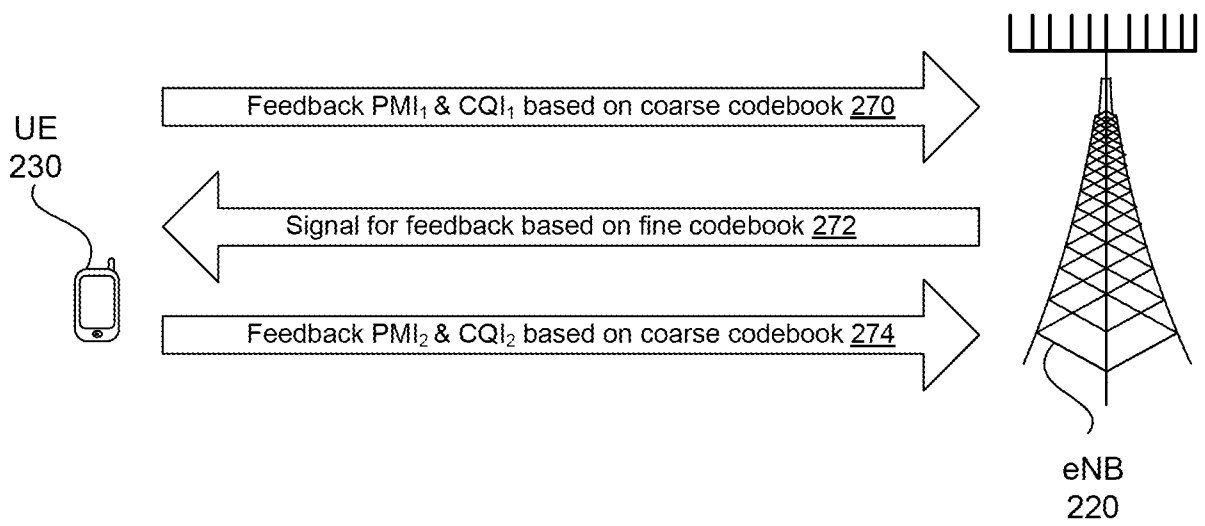 Feedback PMI₁ & CQI₁ based on coarse codebook 270
UE
230
Signal for feedback based on fine codebook 272
Feedback PMI₂ & CQI₂ based on coarse codebook 274
eNB
220